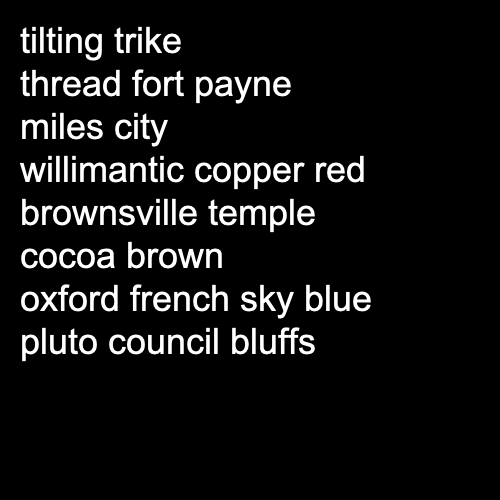 tilting trike
thread fort payne
miles city
willimantic copper red
brownsville temple
cocoa brown
oxford french sky blue
pluto council bluffs